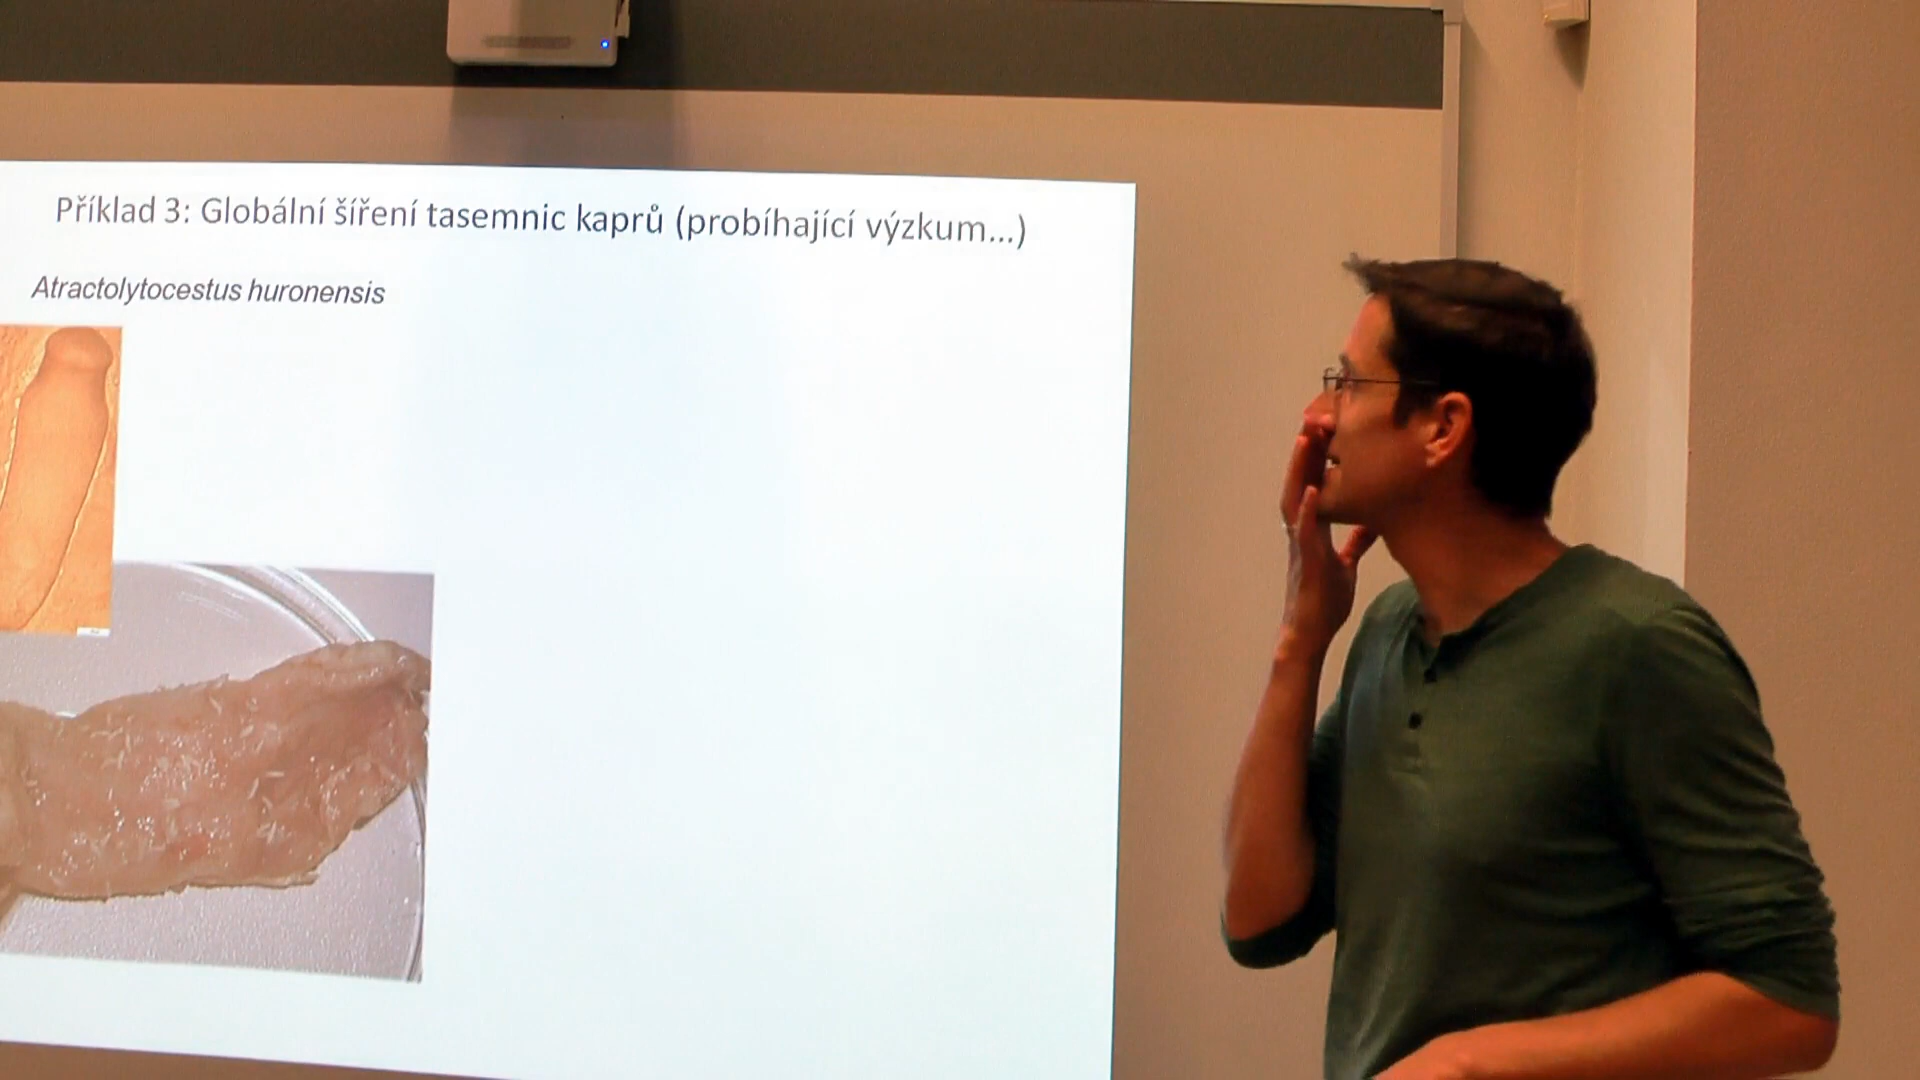 Příklad 3: Globální šíření tasemnic kaprů (probíhající výzkum...)
Atractolytocestus huronensis